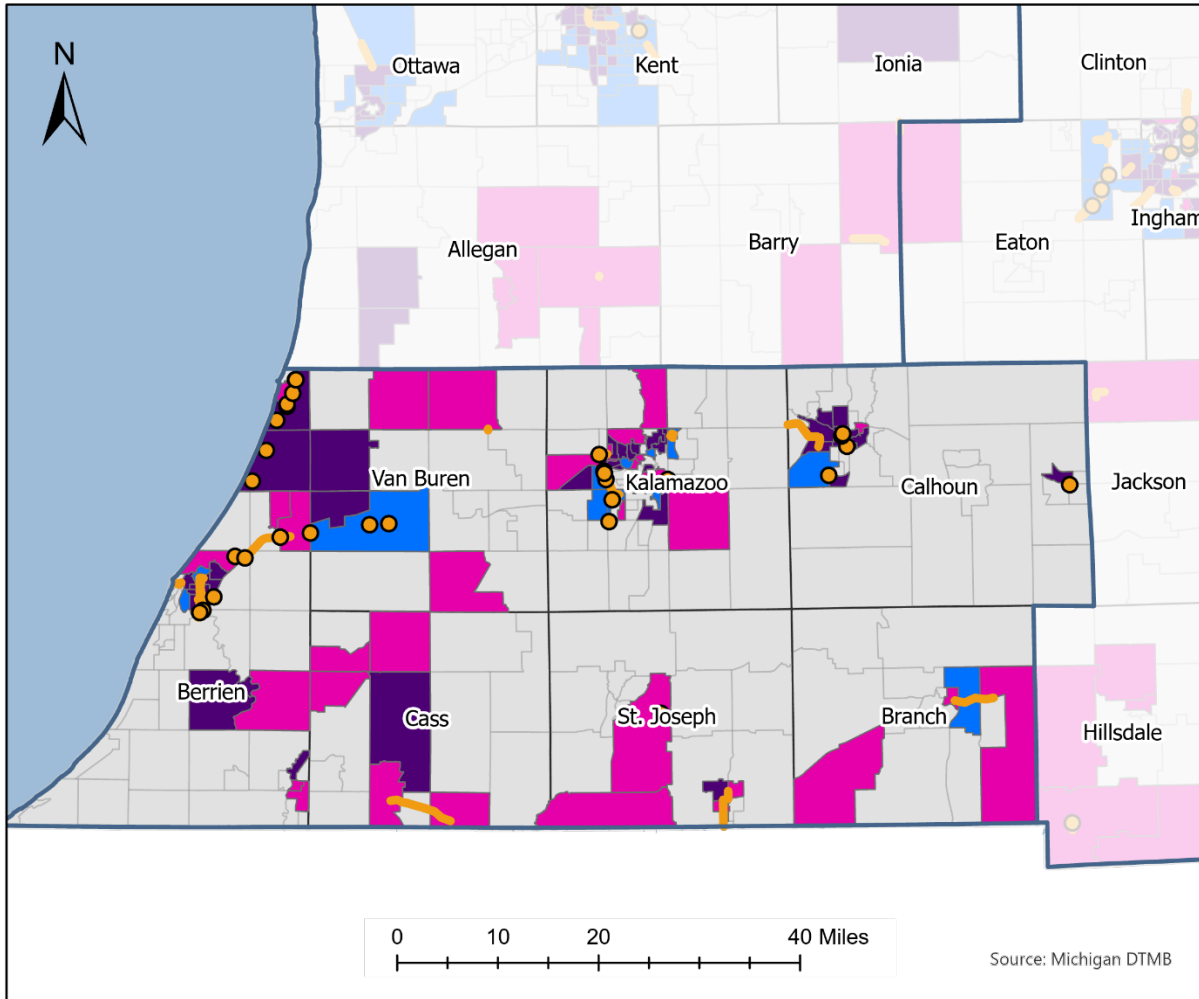 N
Ottawa
Kent
Ionia
Clinton
Allegan
Barry
Eaton
Ingham
Van Buren
Kalamazoo
Calhoun
Jackson
Berrien
Cass
St. Joseph
Branch
Hillsdale
0 10 20 40 Miles
Source: Michigan DTMB